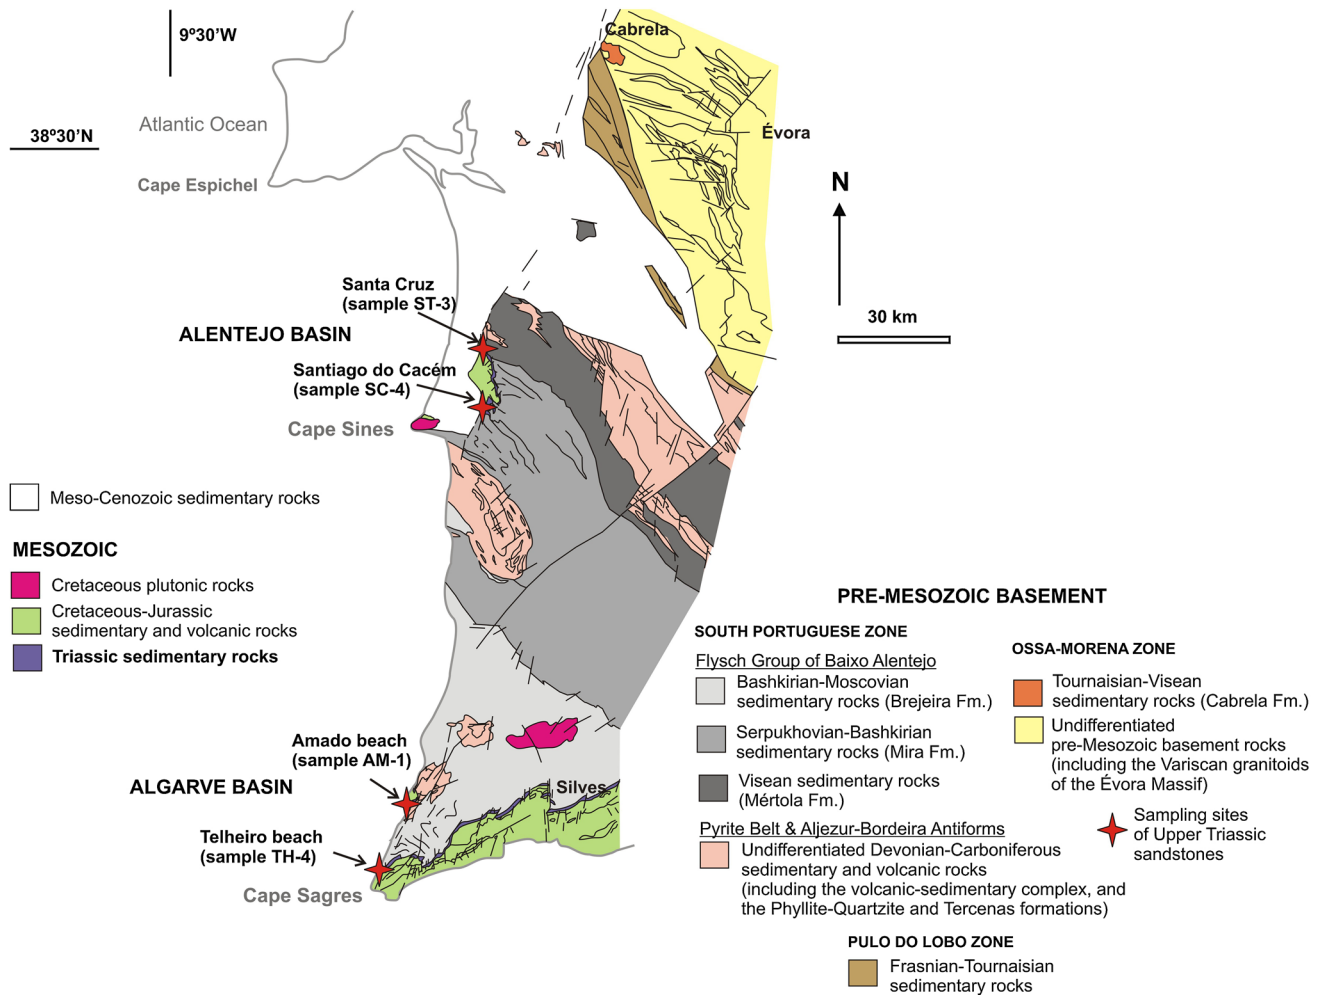 9º30’W
Cabrela
Atlantic Ocean
38º30’N
Évora
Cape Espichel
N
Santa Cruz
(sample ST-3)
30 km
ALENTEJO BASIN
Santiago do Cacém
(sample SC-4)
Cape Sines
Meso-Cenozoic sedimentary rocks
MESOZOIC
Cretaceous plutonic rocks
Cretaceous-Jurassic
sedimentary and volcanic rocks
Triassic sedimentary rocks
Amado beach
(sample AM-1)
ALGARVE BASIN
Silves
Telheiro beach
(sample TH-4)
Cape Sagres
PRE-MESOZOIC BASEMENT
SOUTH PORTUGUESE ZONE
Flysch Group of Baixo Alentejo
Bashkirian-Moscovian
sedimentary rocks (Brejeira Fm.)
Serpukhovian-Bashkirian
sedimentary rocks (Mira Fm.)
Visean sedimentary rocks
(Mértola Fm.)
Pyrite Belt & Aljezur-Bordeira Antiforms
Undifferentiated Devonian-Carboniferous
sedimentary and volcanic rocks
(including the volcanic-sedimentary complex, and
the Phyllite-Quartzite and Tercenas formations)
PULO DO LOBO ZONE
Frasnian-Tournaisian
sedimentary rocks
OSSA-MORENA ZONE
Tournaisian-Visean
sedimentary rocks (Cabrela Fm.)
Undifferentiated
pre-Mesozoic basement rocks
(including the Variscan granitoids
of the Évora Massif)
Sampling sites
of Upper Triassic
sandstones